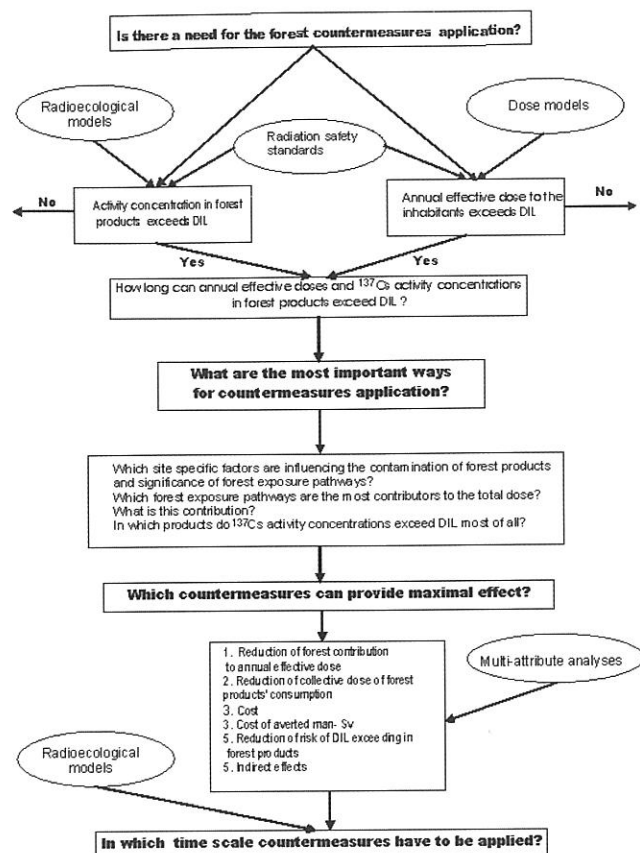 Is there a need for the forest countermeasures application?
Radioecological
models
Dose models
Radiation safety
standards
No
Activity concentration in forest
products exceeds DIL
Annual effective dose to the
inhabitants exceeds DIL
No
Yes
Yes
How long can annual effective doses and ¹³⁷Cs activity concentrations
in forest products exceed DIL ?
What are the most important ways
for countermeasures application?
Which site specific factors are influencing the contamination of forest products
and significance of forest exposure pathways?
Which forest exposure pathways are the most contributors to the total dose?
What is this contribution?
In which products do ¹³⁷Cs activity concentrations exceed DIL most of all?
Which countermeasures can provide maximal effect?
1. Reduction of forest contribution
to annual effective dose
2. Reduction of collective dose of forest
products' consumption
3. Cost
3. Cost of averted man- Sv
5. Reduction of risk of DIL exceeding in
forest products
5. Indirect effects
Multi-attribute analyses
Radioecological
models
In which time scale countermeasures have to be applied?